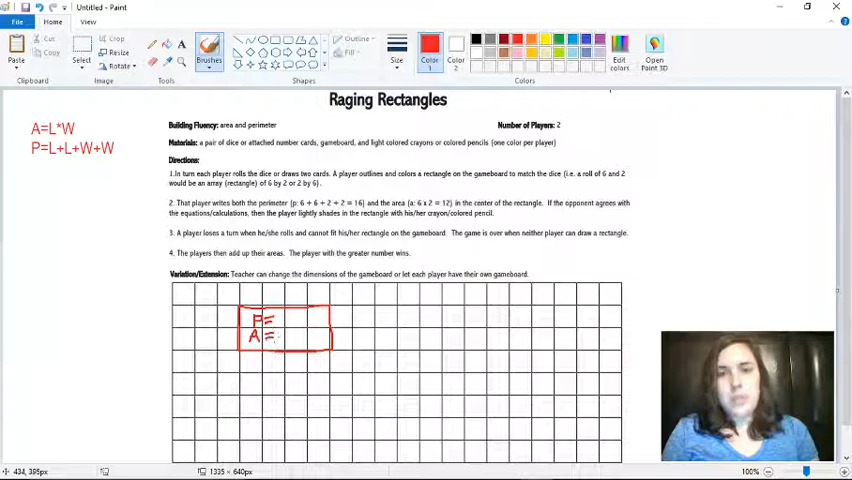 Untitled - Paint
File
Home
View
Paste
Cut
Copy
Clipboard
Select
Crop
Resize
Rotate
Image
A
Tools
Brushes
Outline
Fill
Shapes
Size
Color 1
Color 2
Edit colors
Open Paint 3D
Colors
A=L*W
P=L+L+W+W
Raging Rectangles
Building Fluency: area and perimeter
Number of Players: 2
Materials: a pair of dice or attached number cards, gameboard, and light colored crayons or colored pencils (one color per player)
Directions:
1.In turn each player rolls the dice or draws two cards. A player outlines and colors a rectangle on the gameboard to match the dice (i.e. a roll of 6 and 2
would be an array (rectangle) of 6 by 2 or 2 by 6).
2. That player writes both the perimeter (p: 6 + 6 + 2 + 2 = 16) and the area (a: 6 x 2 = 12) in the center of the rectangle. If the opponent agrees with
the equations/calculations, then the player lightly shades in the rectangle with his/her crayon/colored pencil.
3. A player loses a turn when he/she rolls and cannot fit his/her rectangle on the gameboard. The game is over when neither player can draw a rectangle.
4. The players then add up their areas. The player with the greater number wins.
Variation/Extension: Teacher can change the dimensions of the gameboard or let each player have their own gameboard.
P=
A=
434, 395px
1335 × 640px
100%